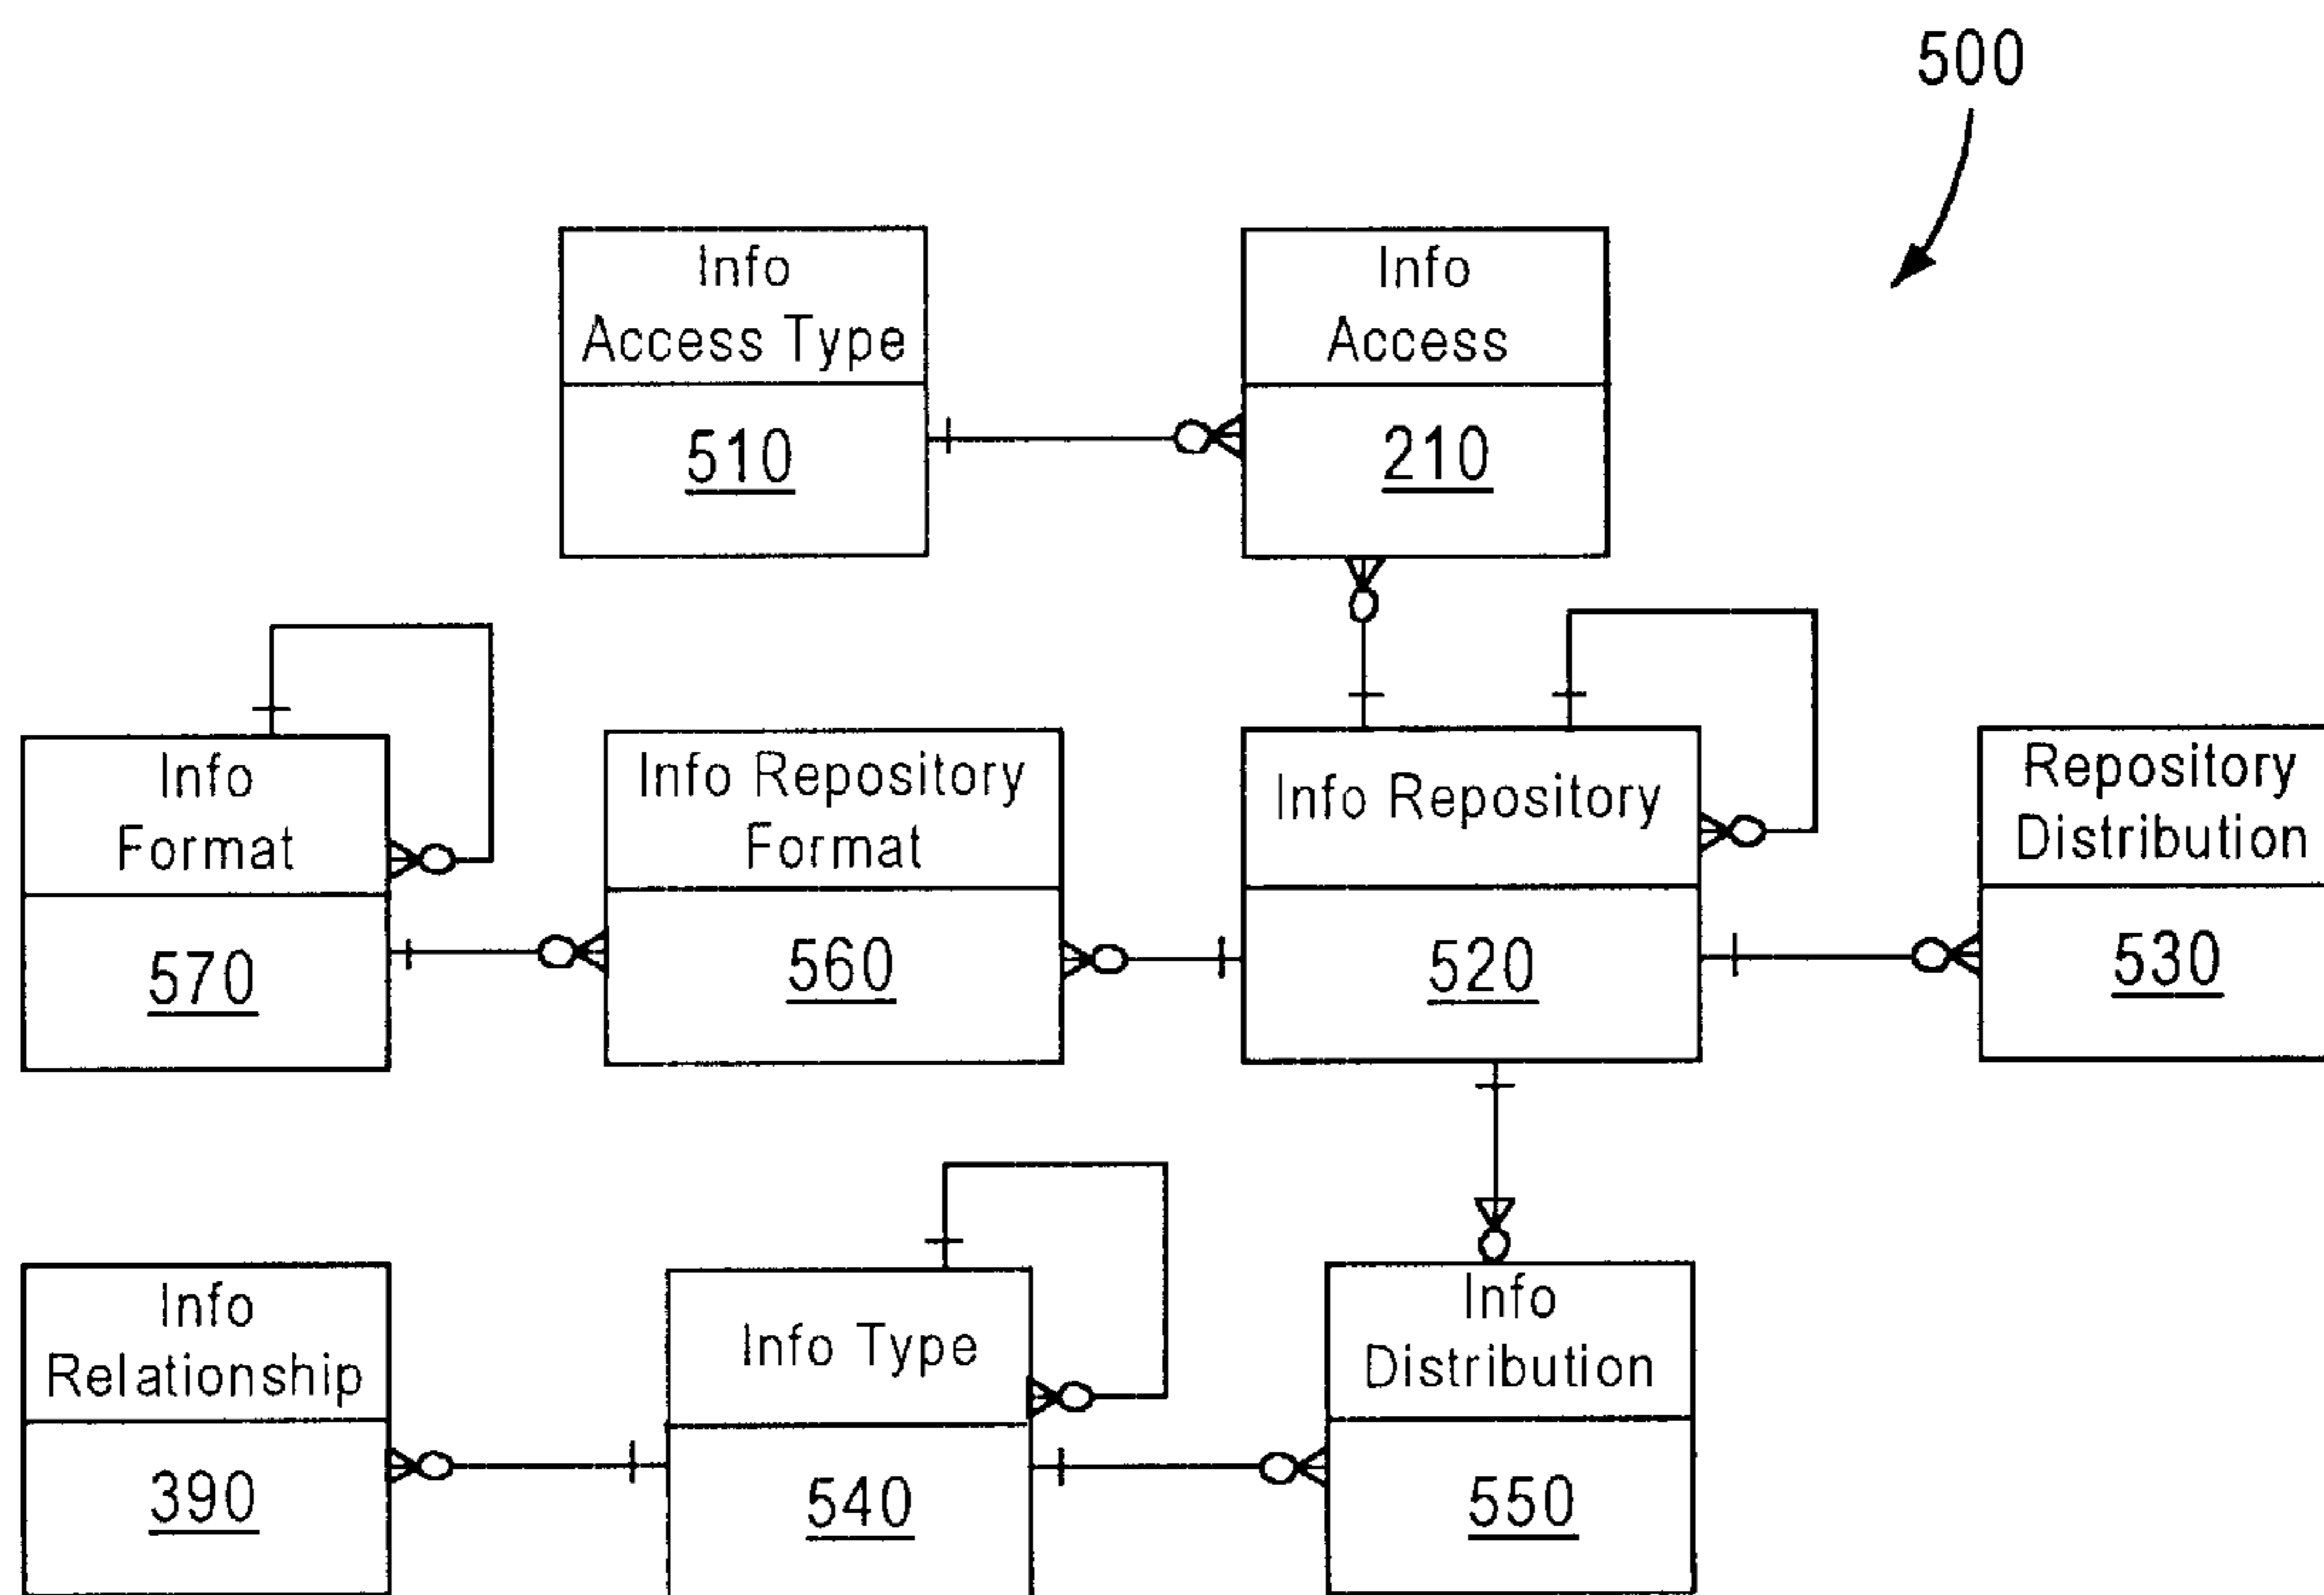 500
Info
Access Type
510
Info
Access
210
Info
Format
570
Info Repository
Format
560
Info Repository
520
Repository
Distribution
530
Info
Relationship
390
Info Type
540
Info
Distribution
550